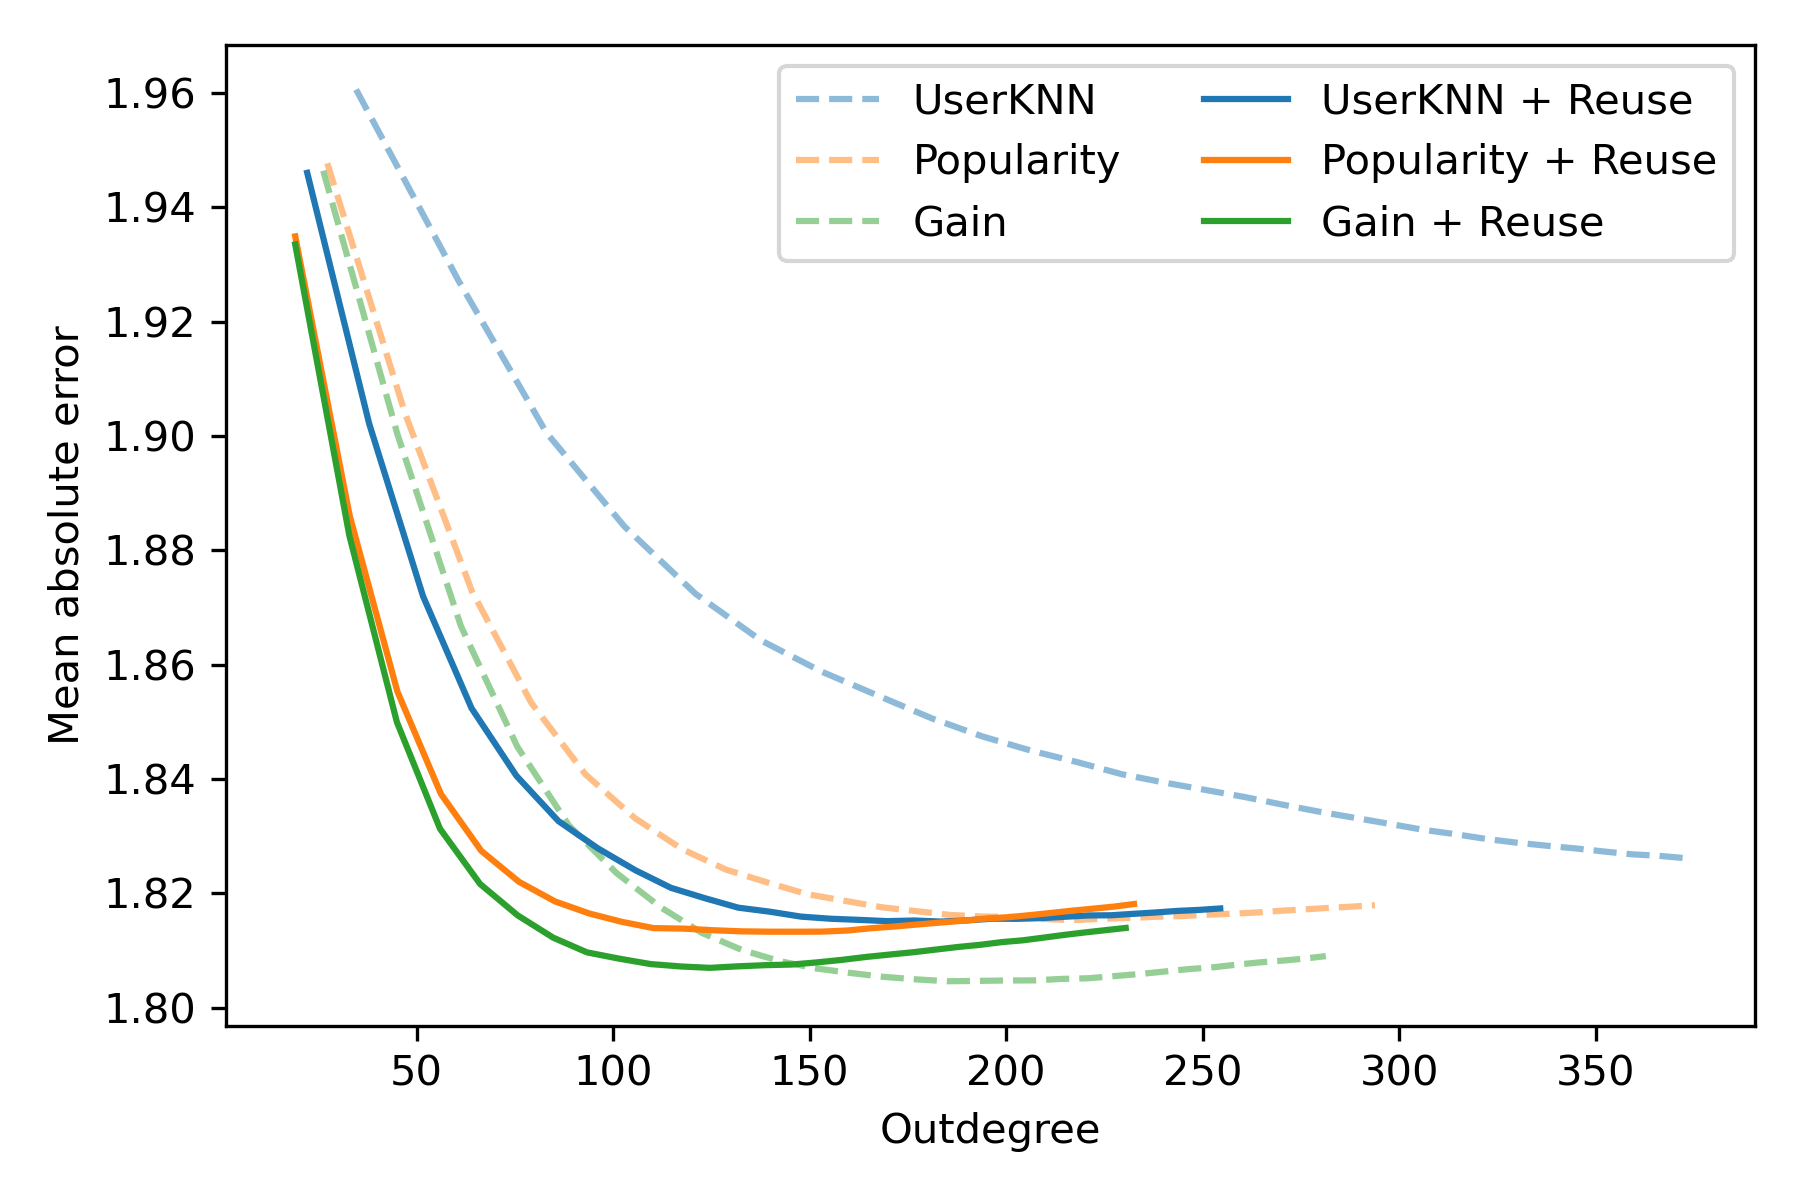 Mean absolute error
1.96
1.94
1.92
1.90
1.88
1.86
1.84
1.82
1.80
UserKNN
Popularity
Gain
UserKNN + Reuse
Popularity + Reuse
Gain + Reuse
50 100 150 200 250 300 350
Outdegree